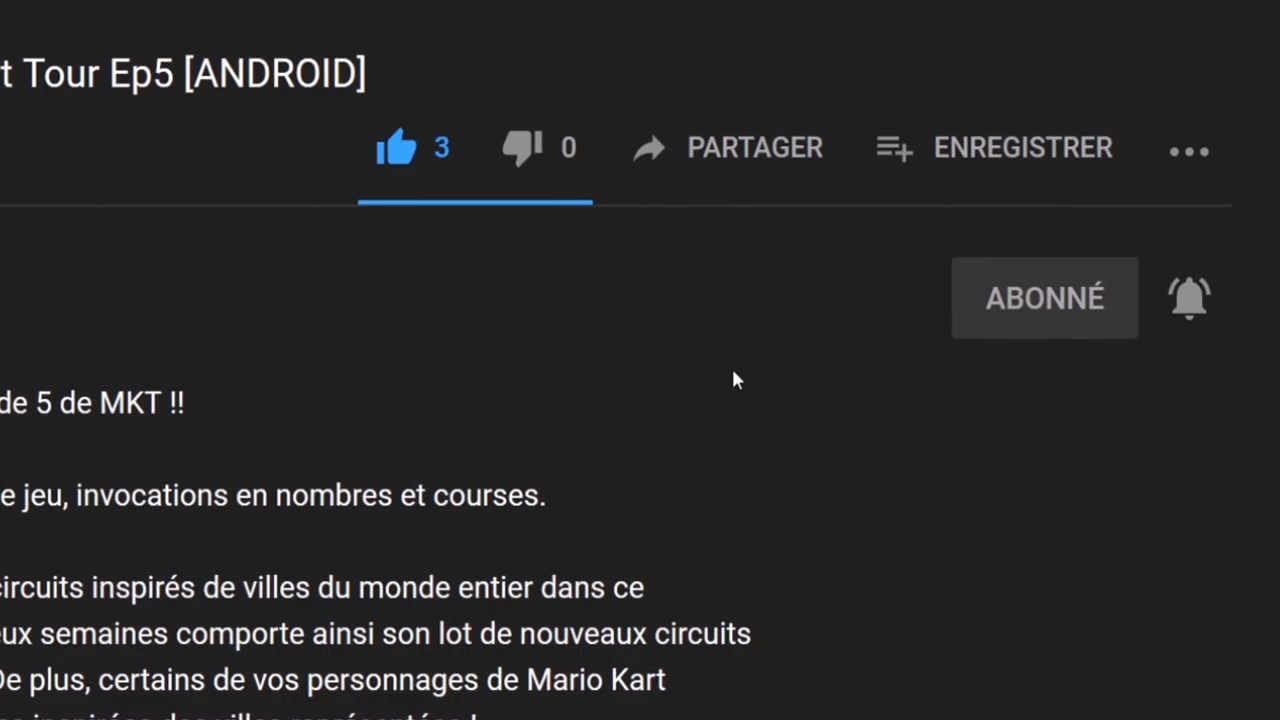 t Tour Ep5 [ANDROID]
3 0 PARTAGER ENREGISTRER
ABONNÉ
de 5 de MKT !!
e jeu, invocations en nombres et courses.
circuits inspirés de villes du monde entier dans ce
eux semaines comporte ainsi son lot de nouveaux circuits
De plus, certains de vos personnages de Mario Kart